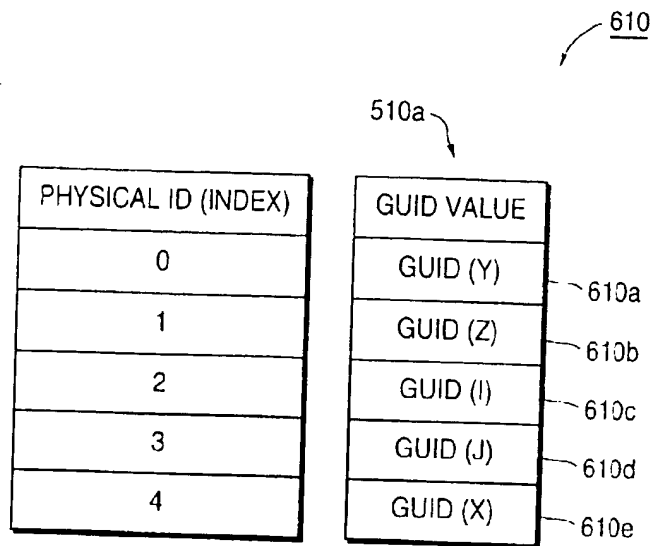 610
510a
PHYSICAL ID (INDEX) GUID VALUE
0 GUID (Y) 610a
1 GUID (Z) 610b
2 GUID (I) 610c
3 GUID (J) 610d
4 GUID (X) 610e